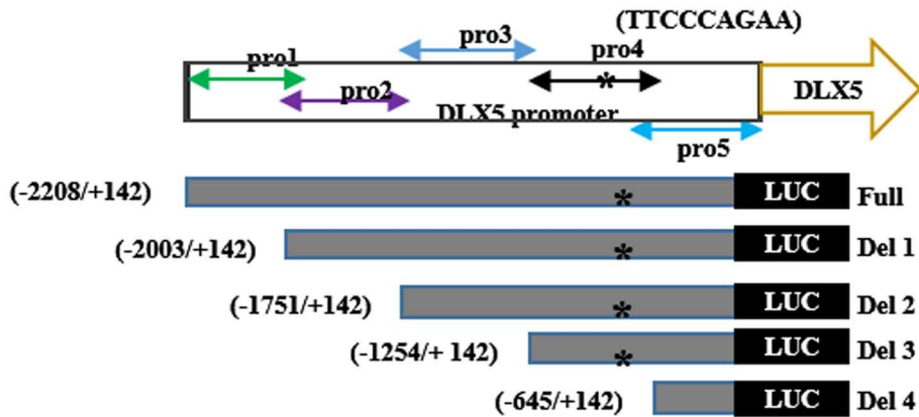 (TTCCCAGAA)
pro3
pro4
pro1
*
pro2
DLX5
DLX5 promoter
pro5
(-2208/+142)
*
LUC
Full
(-2003/+142)
*
LUC
Del 1
(-1751/+142)
*
LUC
Del 2
(-1254/+ 142)
*
LUC
Del 3
(-645/+142)
LUC
Del 4